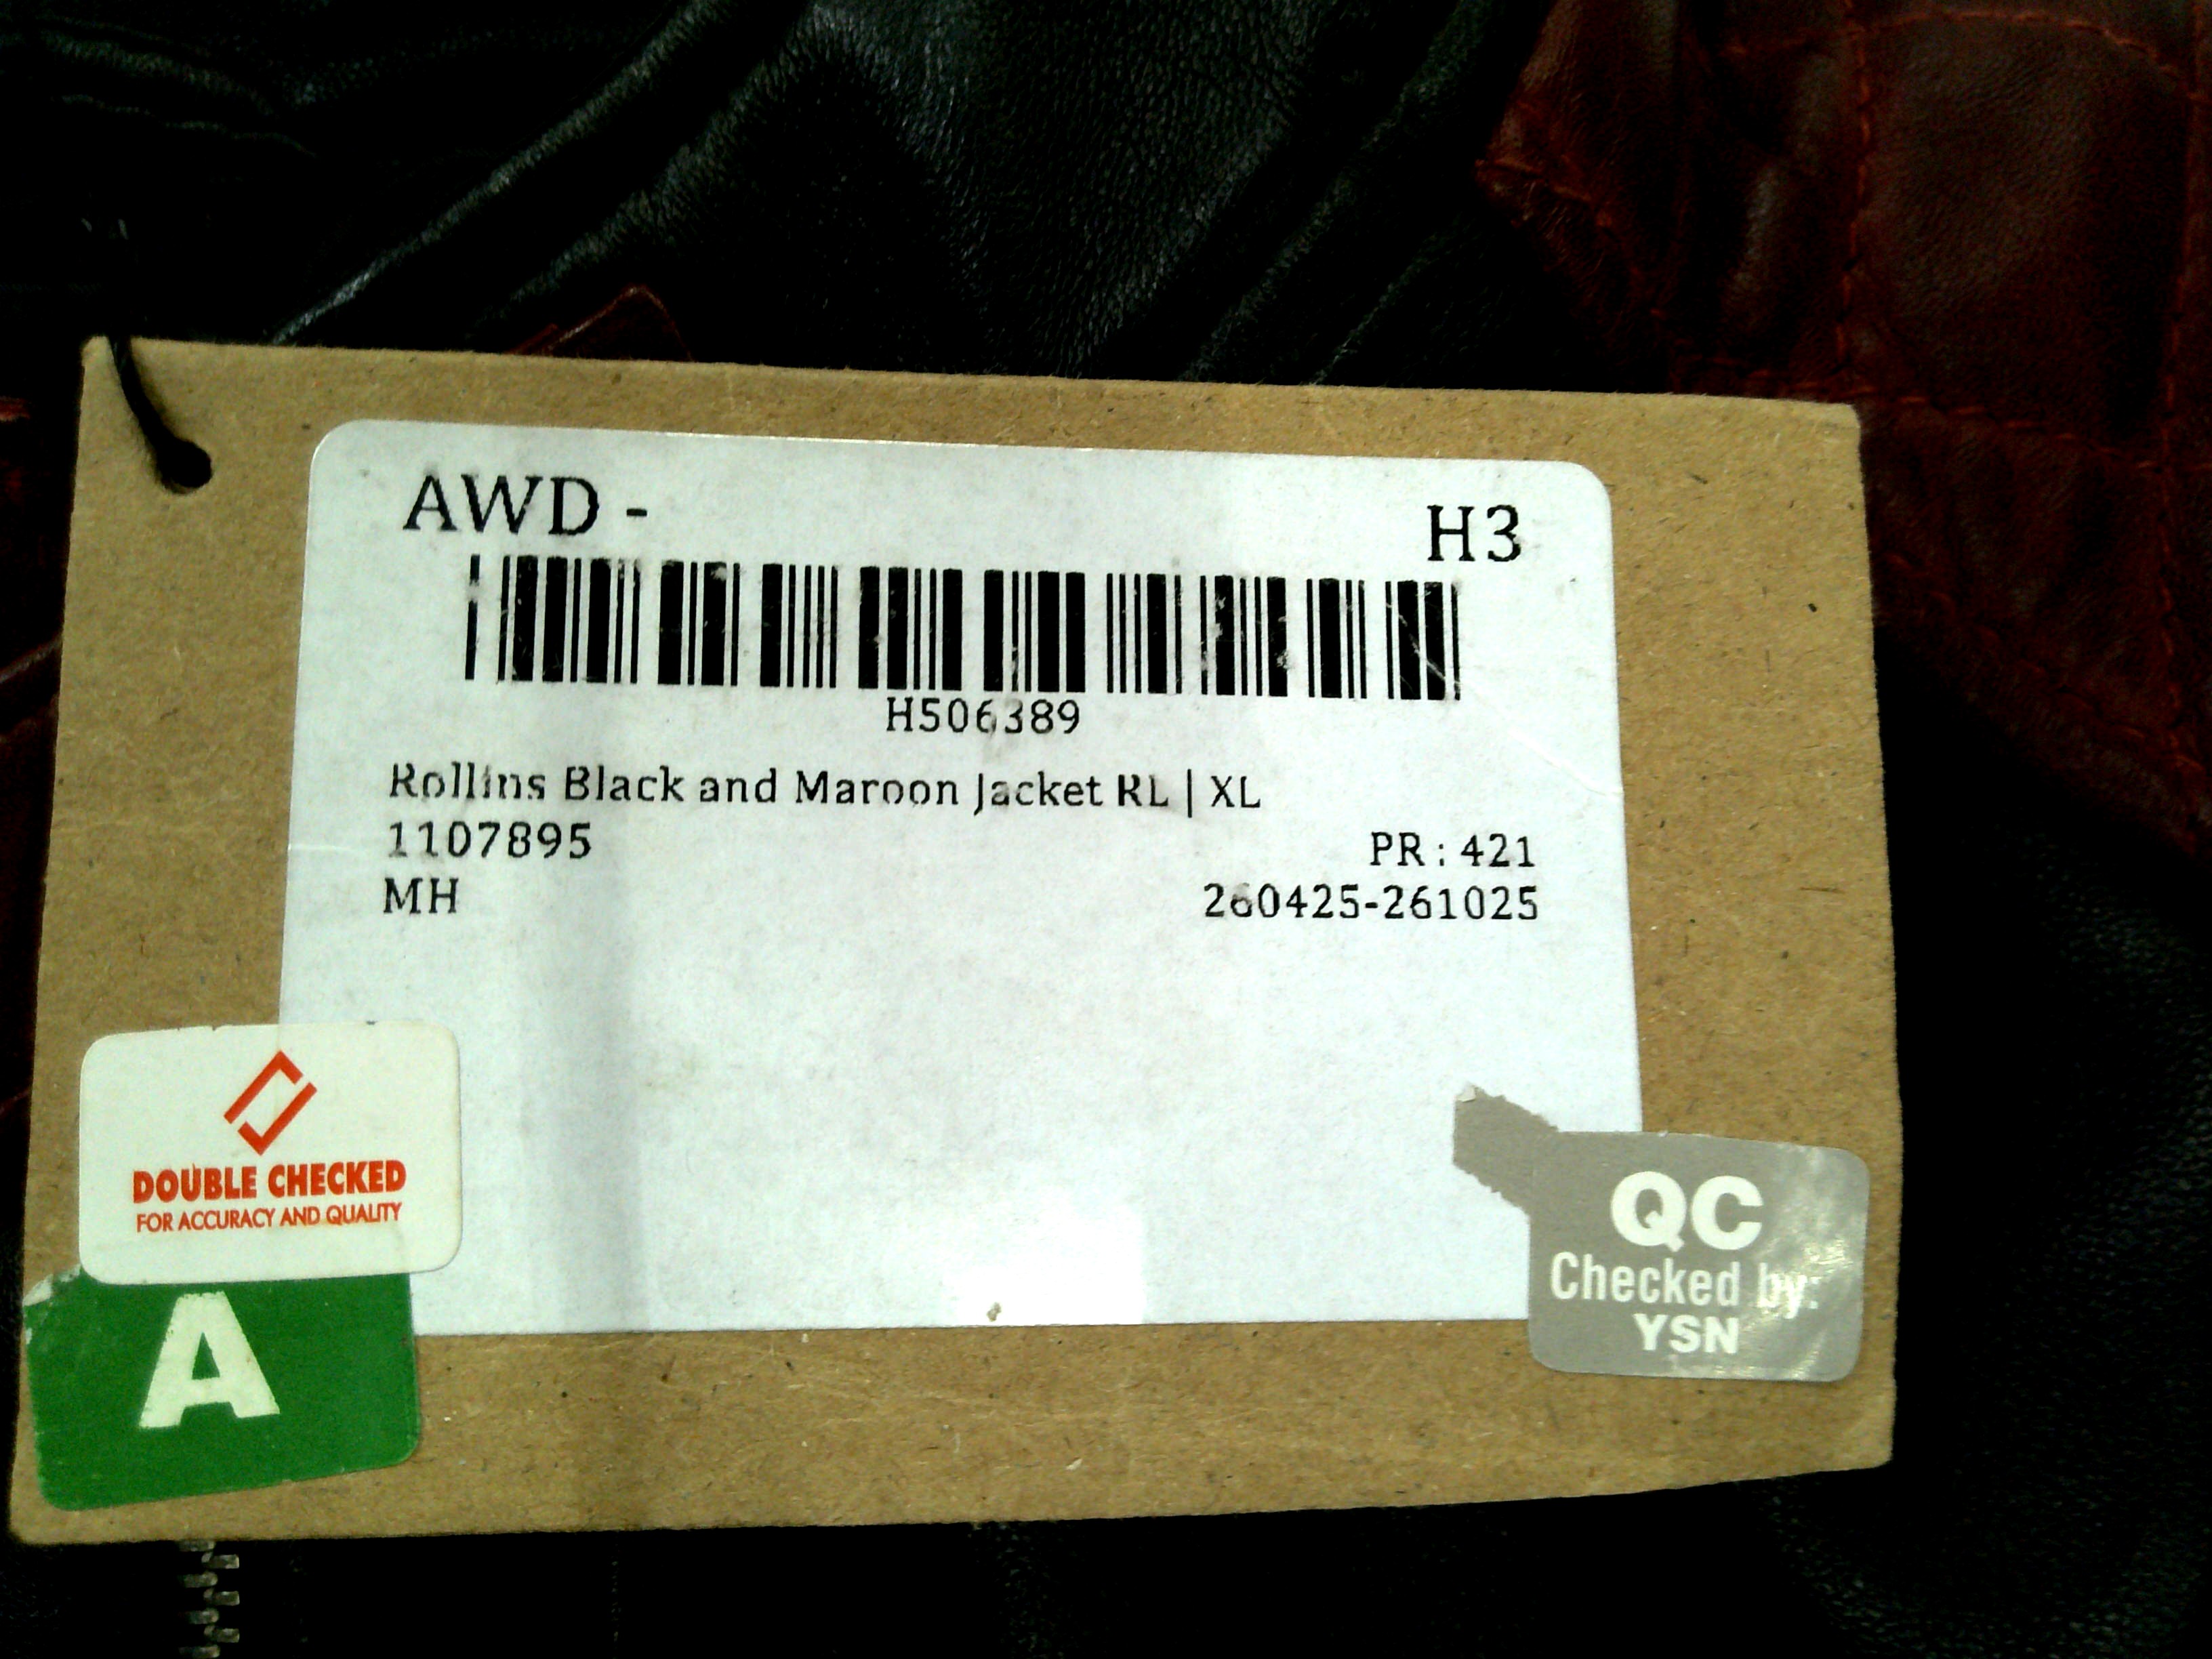 AWD - H3
H506389
Rollins Black and Maroon Jacket RL | XL
1107895 PR : 421
MH 260425-261025
DOUBLE CHECKED
FOR ACCURACY AND QUALITY
A
QC
Checked by:
YSN